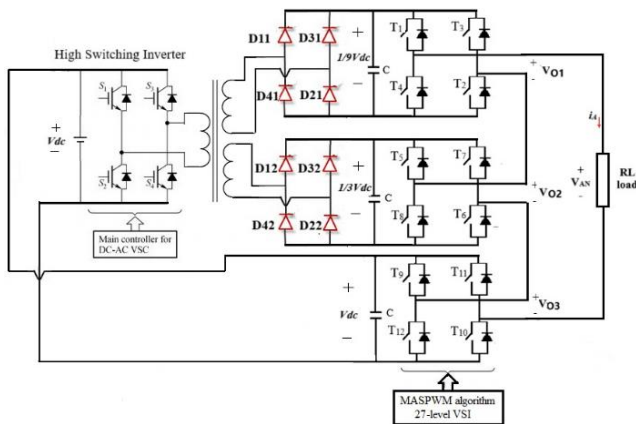 High Switching Inverter
D11
D31
D41
D21
+
1/9Vdc
−
C
T1
T3
T4
T2
+
-
VO1
S1
S3
S2
S4
+
Vdc
−
Main controller for
DC-AC VSC
D12
D32
D42
D22
+
1/3Vdc
−
C
T5
T7
T8
T6
+
-
VO2
iA
+
VAN
-
RL
load
+
Vdc
−
C
T9
T11
T12
T10
+
-
VO3
MASPWM algorithm
27-level VSI